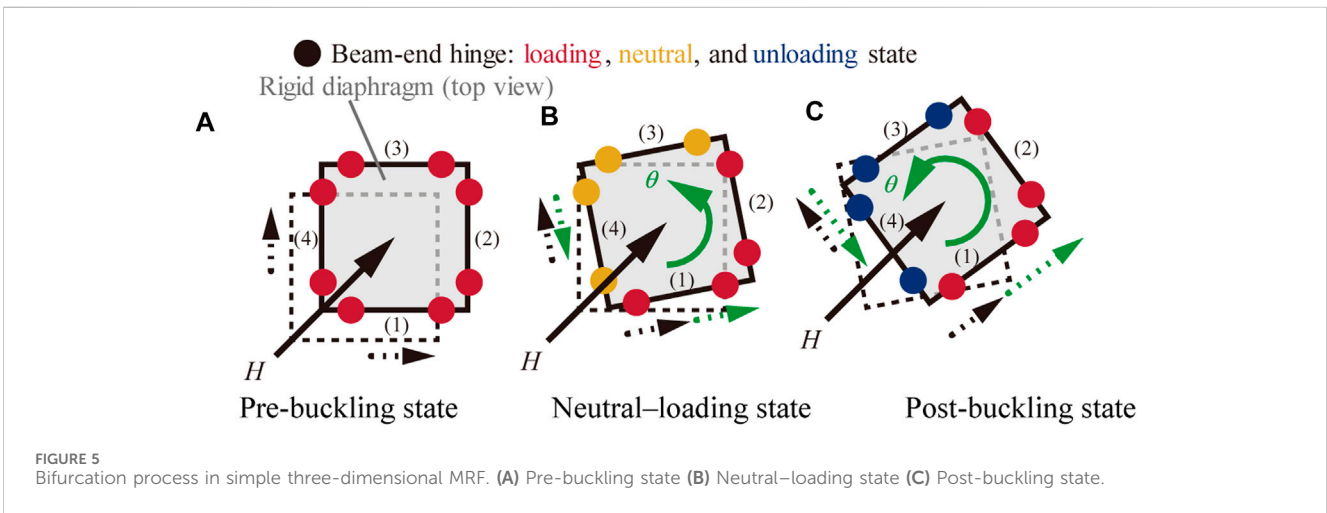 Beam-end hinge: loading, neutral, and unloading state
Rigid diaphragm (top view)
A
(3)
(4)
(2)
(1)
H
Pre-buckling state
B
(3)
θ
(2)
(4)
(1)
H
Neutral–loading state
C
(3)
(2)
θ
(4)
(1)
H
Post-buckling state
FIGURE 5
Bifurcation process in simple three-dimensional MRF. (A) Pre-buckling state (B) Neutral–loading state (C) Post-buckling state.